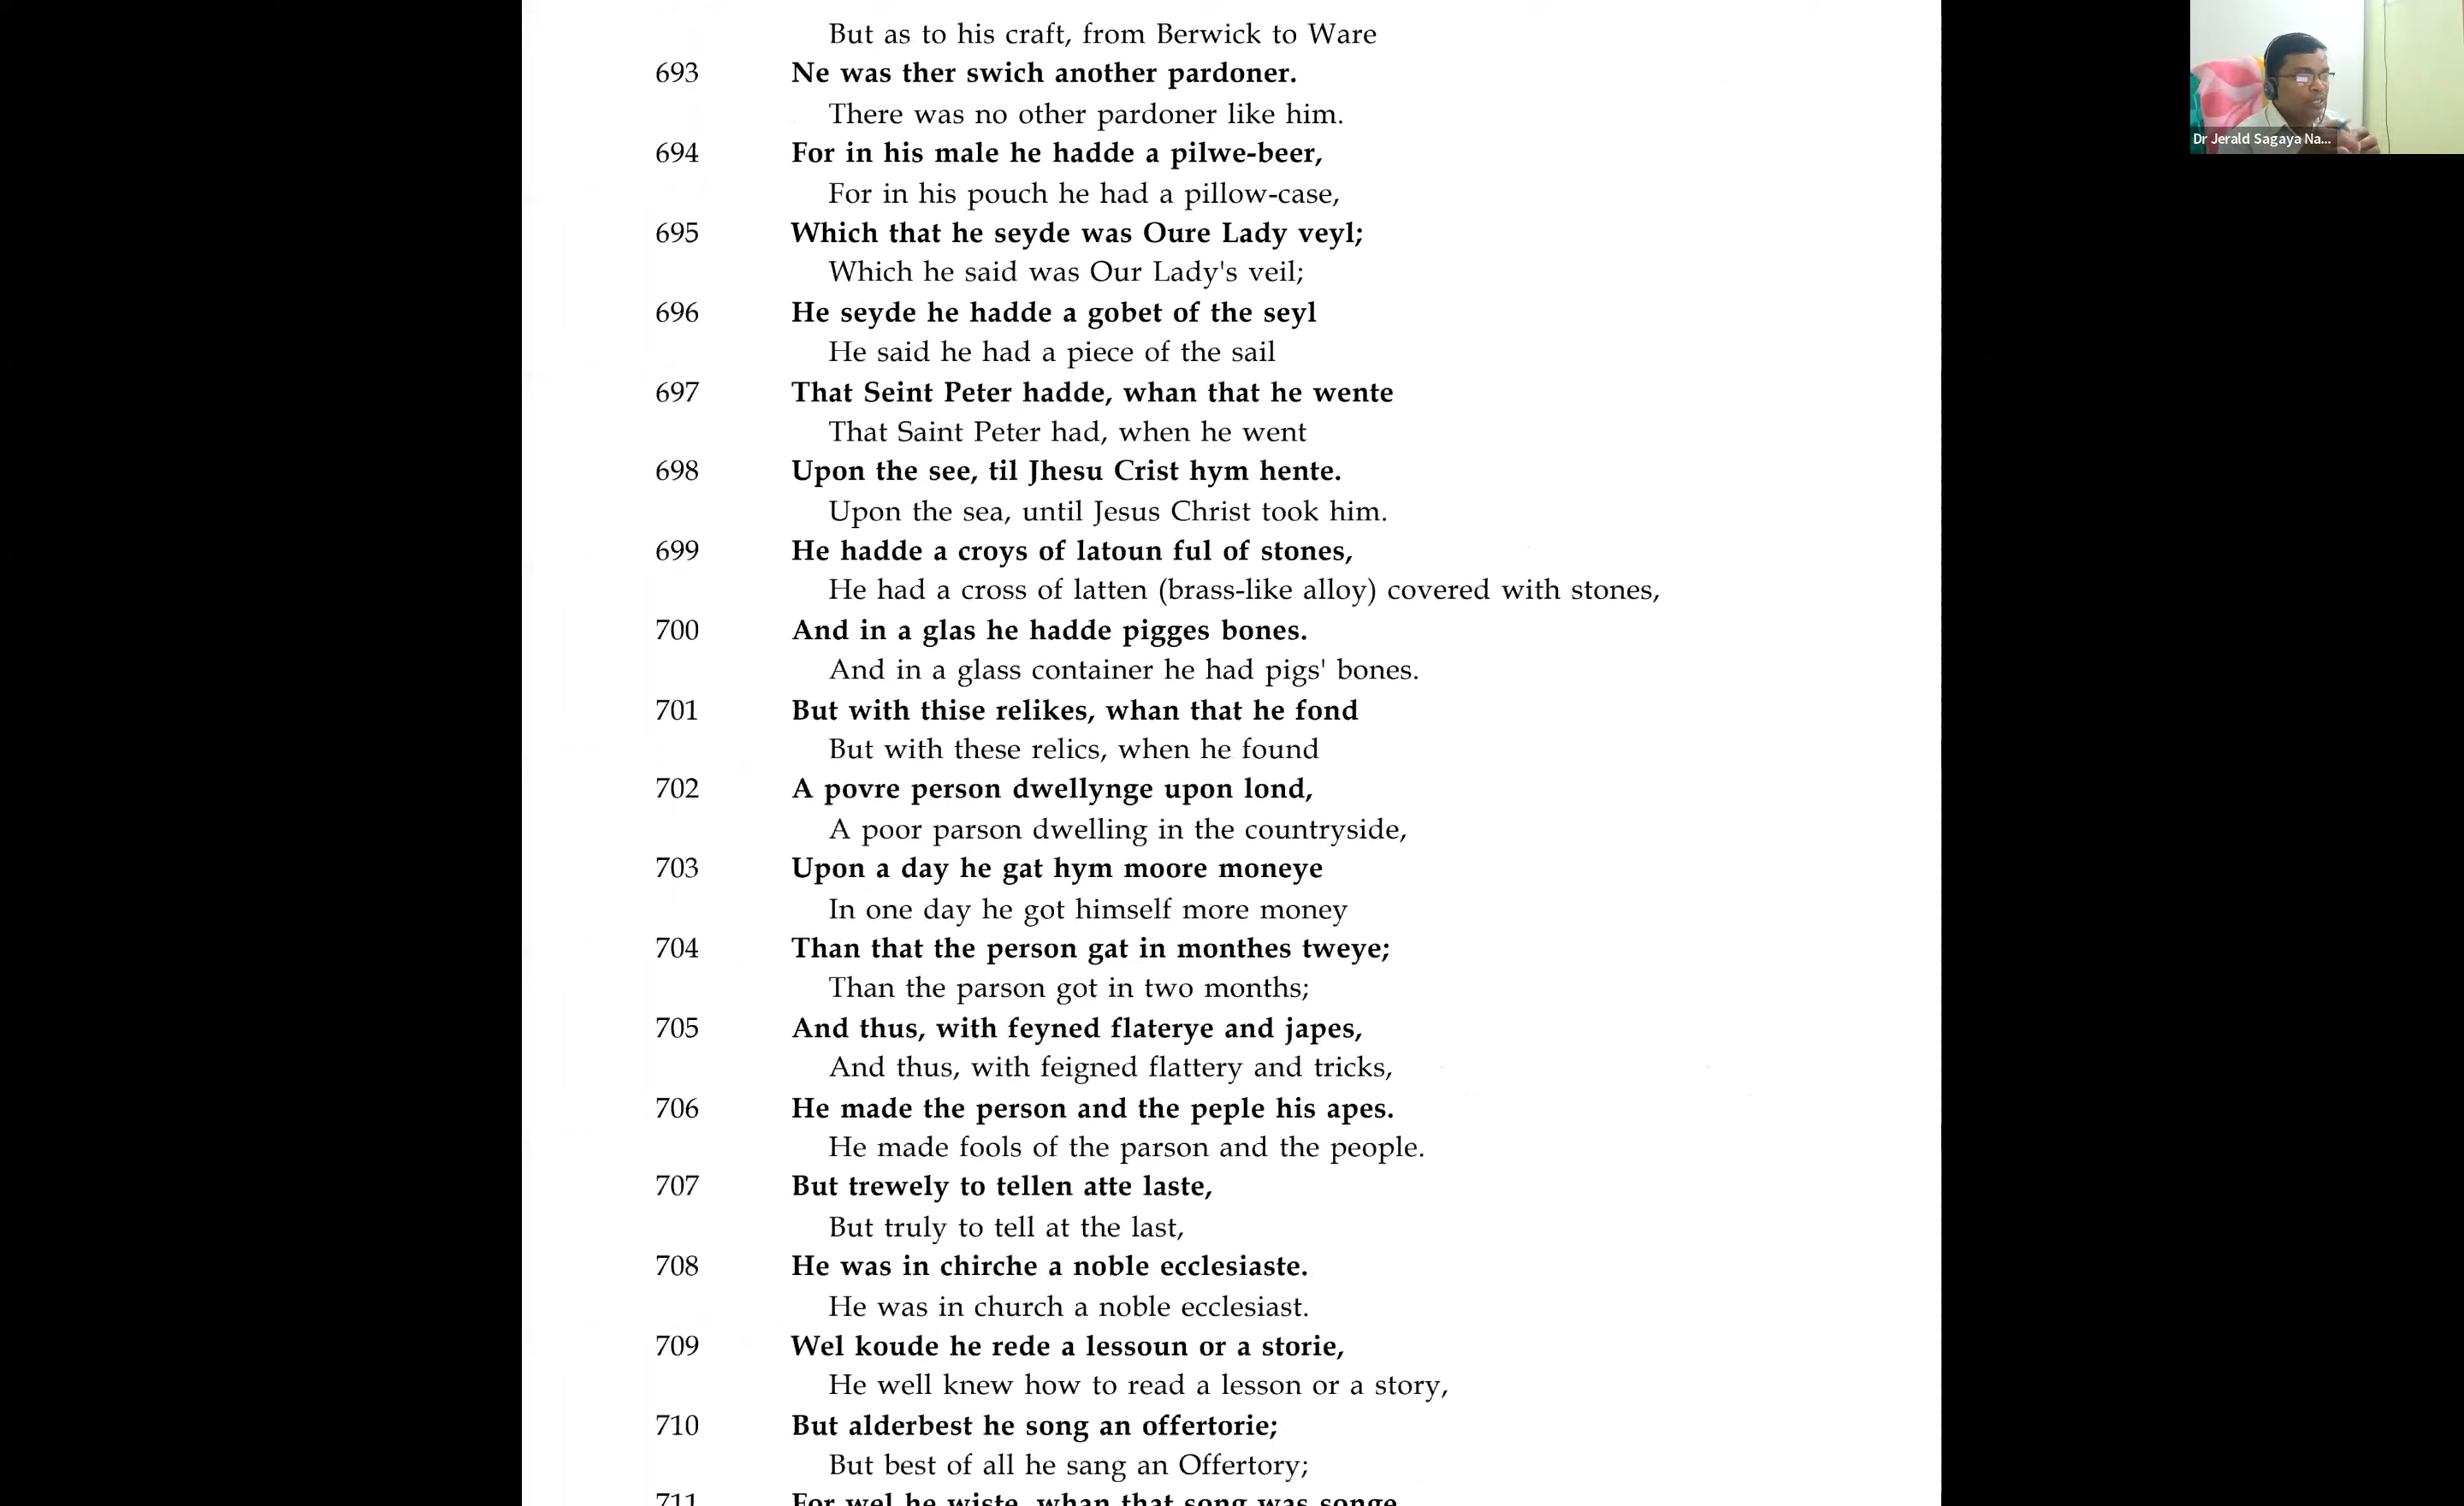 But as to his craft, from Berwick to Ware
693 Ne was ther swich another pardoner.
There was no other pardoner like him.
694 For in his male he hadde a pilwe-beer,
For in his pouch he had a pillow-case,
695 Which that he seyde was Oure Lady veyl;
Which he said was Our Lady's veil;
696 He seyde he hadde a gobet of the seyl
He said he had a piece of the sail
697 That Seint Peter hadde, whan that he wente
That Saint Peter had, when he went
698 Upon the see, til Jhesu Crist hym hente.
Upon the sea, until Jesus Christ took him.
699 He hadde a croys of latoun ful of stones,
He had a cross of latten (brass-like alloy) covered with stones,
700 And in a glas he hadde pigges bones.
And in a glass container he had pigs' bones.
701 But with thise relikes, whan that he fond
But with these relics, when he found
702 A povre person dwellynge upon lond,
A poor parson dwelling in the countryside,
703 Upon a day he gat hym moore moneye
In one day he got himself more money
704 Than that the person gat in monthes tweye;
Than the parson got in two months;
705 And thus, with feyned flaterye and japes,
And thus, with feigned flattery and tricks,
706 He made the person and the peple his apes.
He made fools of the parson and the people.
707 But trewely to tellen atte laste,
But truly to tell at the last,
708 He was in chirche a noble ecclesiaste.
He was in church a noble ecclesiast.
709 Wel koude he rede a lessoun or a storie,
He well knew how to read a lesson or a story,
710 But alderbest he song an offertorie;
But best of all he sang an Offertory;
711 For wel he wiste, whan that song was songe,
Dr Jerald Sagaya Na...